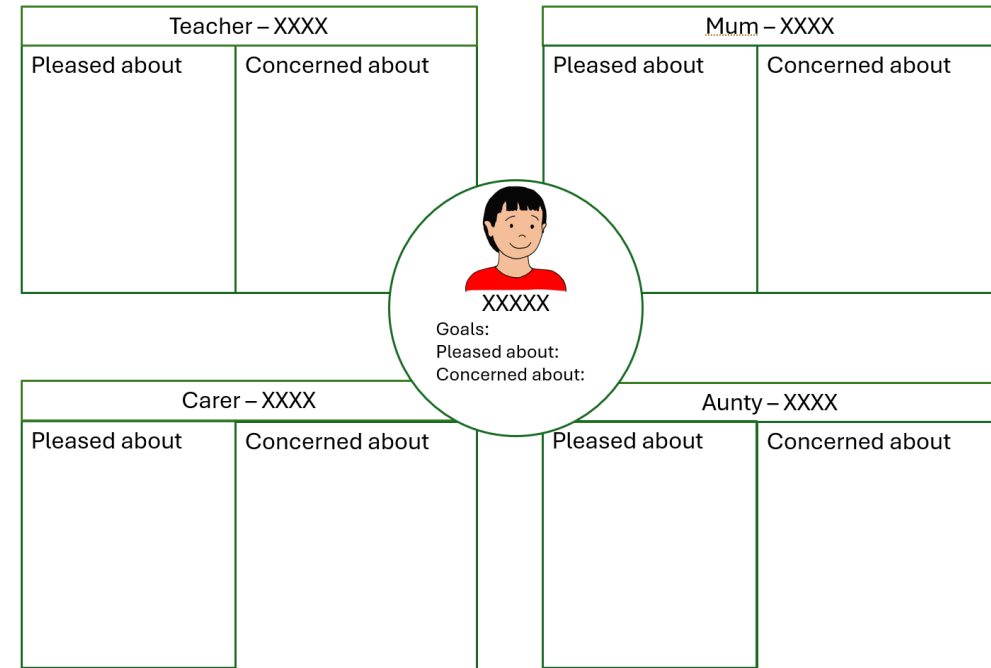 Teacher – XXXX
Pleased about
Concerned about
Mum – XXXX
Pleased about
Concerned about
XXXXX
Goals:
Pleased about:
Concerned about:
Carer – XXXX
Pleased about
Concerned about
Aunty – XXXX
Pleased about
Concerned about